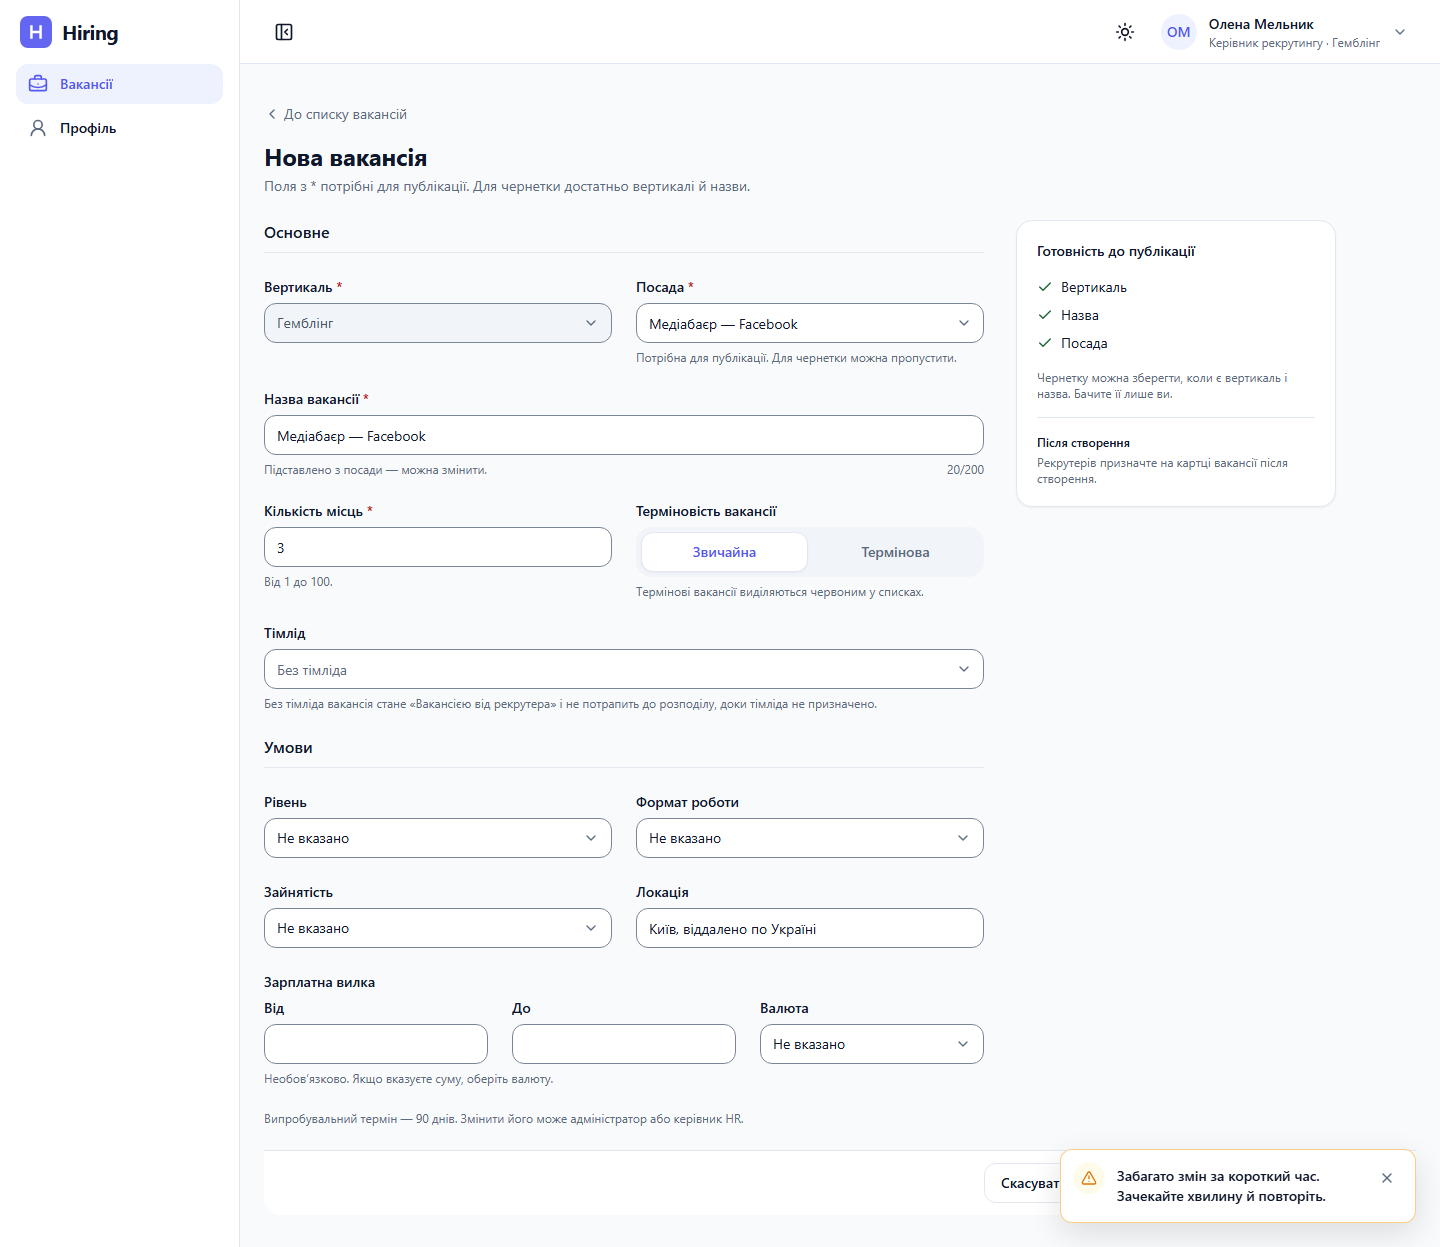 H Hiring
Вакансії
Профіль
ОМ
Олена Мельник
Керівник рекрутингу · Гемблінг
До списку вакансій
Нова вакансія
Поля з * потрібні для публікації. Для чернетки достатньо вертикалі й назви.
Основне
Вертикаль *
Гемблінг
Посада *
Медіабаєр — Facebook
Потрібна для публікації. Для чернетки можна пропустити.
Назва вакансії *
Медіабаєр — Facebook
Підставлено з посади — можна змінити.
20/200
Кількість місць *
3
Від 1 до 100.
Терміновість вакансії
Звичайна
Термінова
Термінові вакансії виділяються червоним у списках.
Тімлід
Без тімліда
Без тімліда вакансія стане «Вакансією від рекрутера» і не потрапить до розподілу, доки тімліда не призначено.
Умови
Рівень
Не вказано
Формат роботи
Не вказано
Зайнятість
Не вказано
Локація
Київ, віддалено по Україні
Зарплатна вилка
Від
До
Валюта
Не вказано
Необов'язково. Якщо вказуєте суму, оберіть валюту.
Випробувальний термін — 90 днів. Змінити його може адміністратор або керівник HR.
Готовність до публікації
Вертикаль
Назва
Посада
Чернетку можна зберегти, коли є вертикаль і
назва. Бачите її лише ви.
Після створення
Рекрутерів призначте на картці вакансії після
створення.
Скасуват
Забагато змін за короткий час.
Зачекайте хвилину й повторіть.